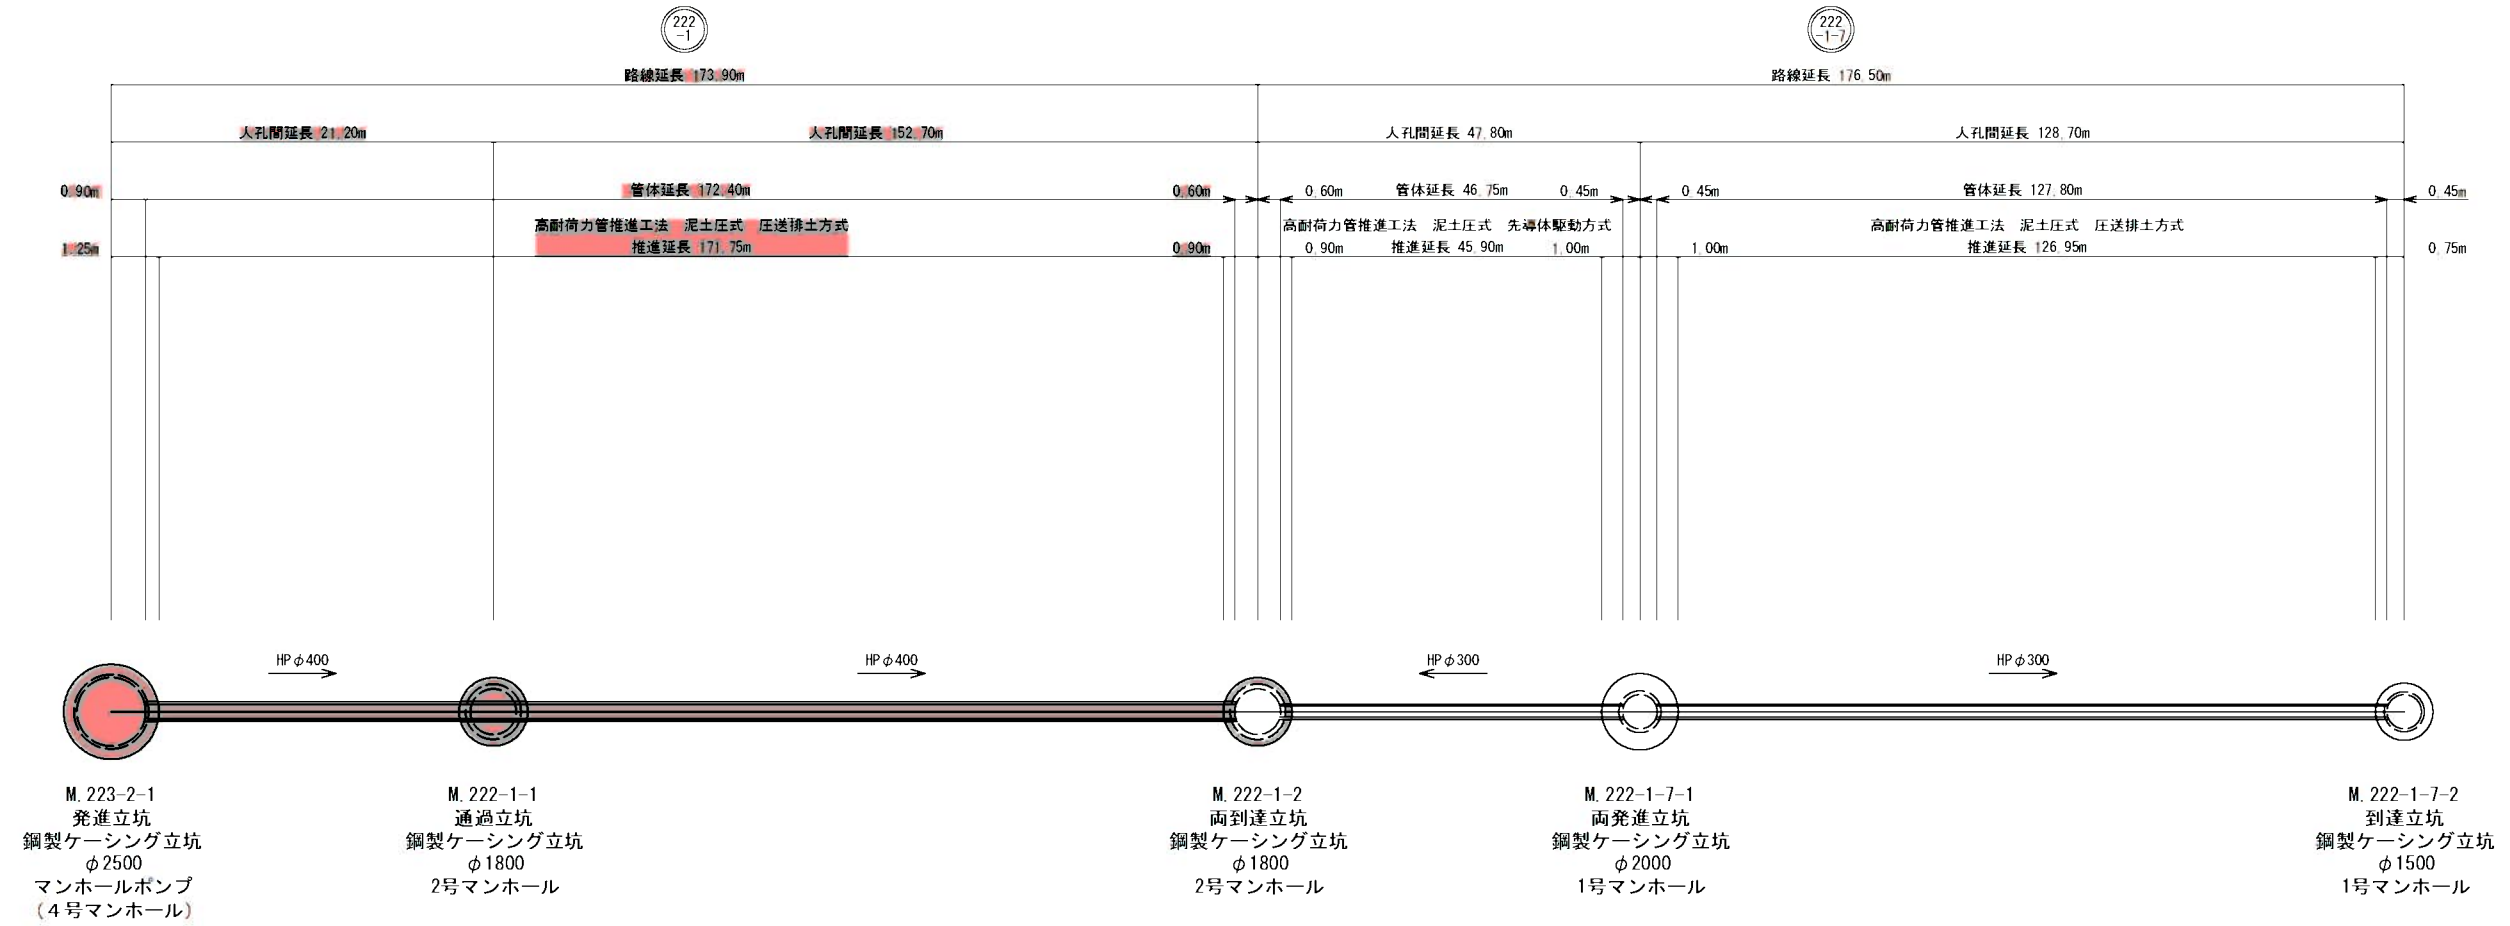 222
-1
222
-1-7
路線延長 173.90m
路線延長 176.50m
人孔間延長 21.20m
人孔間延長 152.70m
人孔間延長 47.80m
人孔間延長 128.70m
0.90m
管体延長 172.40m
0.60m
0.60m
管体延長 46.75m
0.45m
0.45m
管体延長 127.80m
0.45m
高耐荷力管推進工法　泥土圧式　圧送排土方式
高耐荷力管推進工法　泥土圧式　先導体駆動方式
高耐荷力管推進工法　泥土圧式　圧送排土方式
1.25m
推進延長 171.75m
0.90m
0.90m
推進延長 45.90m
1.00m
1.00m
推進延長 126.95m
0.75m
HPφ400
HPφ400
HPφ300
HPφ300
M.223-2-1
発進立坑
鋼製ケーシング立坑
φ2500
マンホールポンプ
(４号マンホール)
M.222-1-1
通過立坑
鋼製ケーシング立坑
φ1800
2号マンホール
M.222-1-2
両到達立坑
鋼製ケーシング立坑
φ1800
2号マンホール
M.222-1-7-1
両発進立坑
鋼製ケーシング立坑
φ2000
1号マンホール
M.222-1-7-2
到達立坑
鋼製ケーシング立坑
φ1500
1号マンホール